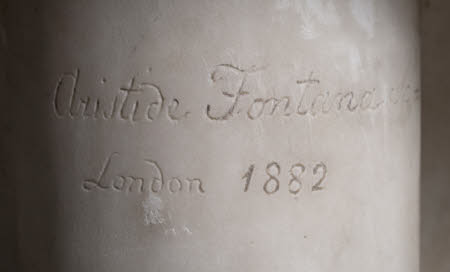 Aristide. Fontana
London 1882